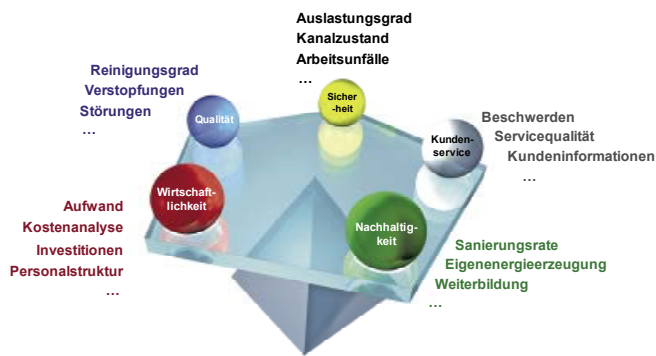 Auslastungsgrad
Kanalzustand
Arbeitsunfälle
…
Reinigungsgrad
Verstopfungen
Störungen
…
Qualität
Sicher
-heit
Kunden-
service
Beschwerden
Servicequalität
Kundeninformationen
…
Wirtschaft-
lichkeit
Aufwand
Kostenanalyse
Investitionen
Personalstruktur
…
Nachhaltig-
keit
Sanierungsrate
Eigenenergieerzeugung
Weiterbildung
…